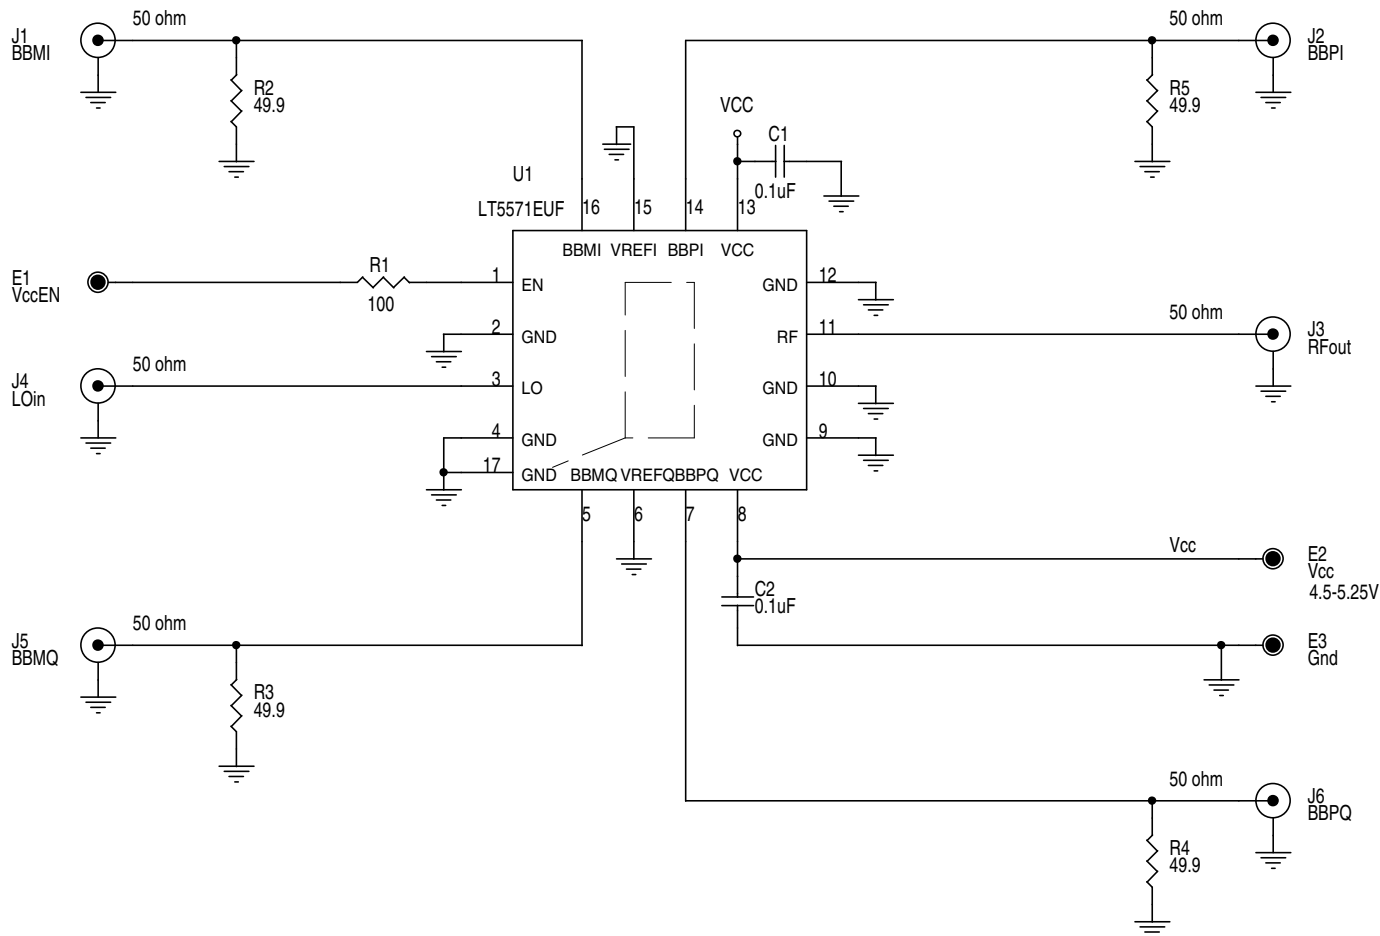 50 ohm
J1
BBMI
R2
49.9
50 ohm
J2
BBPI
R5
49.9
VCC
C1
0.1uF
U1
LT5571EUF
16
15
14
13
BBMI
VREFI
BBPI
VCC
E1
VccEN
R1
100
1
EN
GND
12
2
GND
RF
11
50 ohm
J3
RFout
50 ohm
J4
LOin
3
LO
GND
10
4
GND
GND
9
17
GND
BBMQ
VREFQ
BBPQ
VCC
5
6
7
8
Vcc
E2
Vcc
4.5-5.25V
C2
0.1uF
50 ohm
J5
BBMQ
E3
Gnd
R3
49.9
50 ohm
J6
BBPQ
R4
49.9